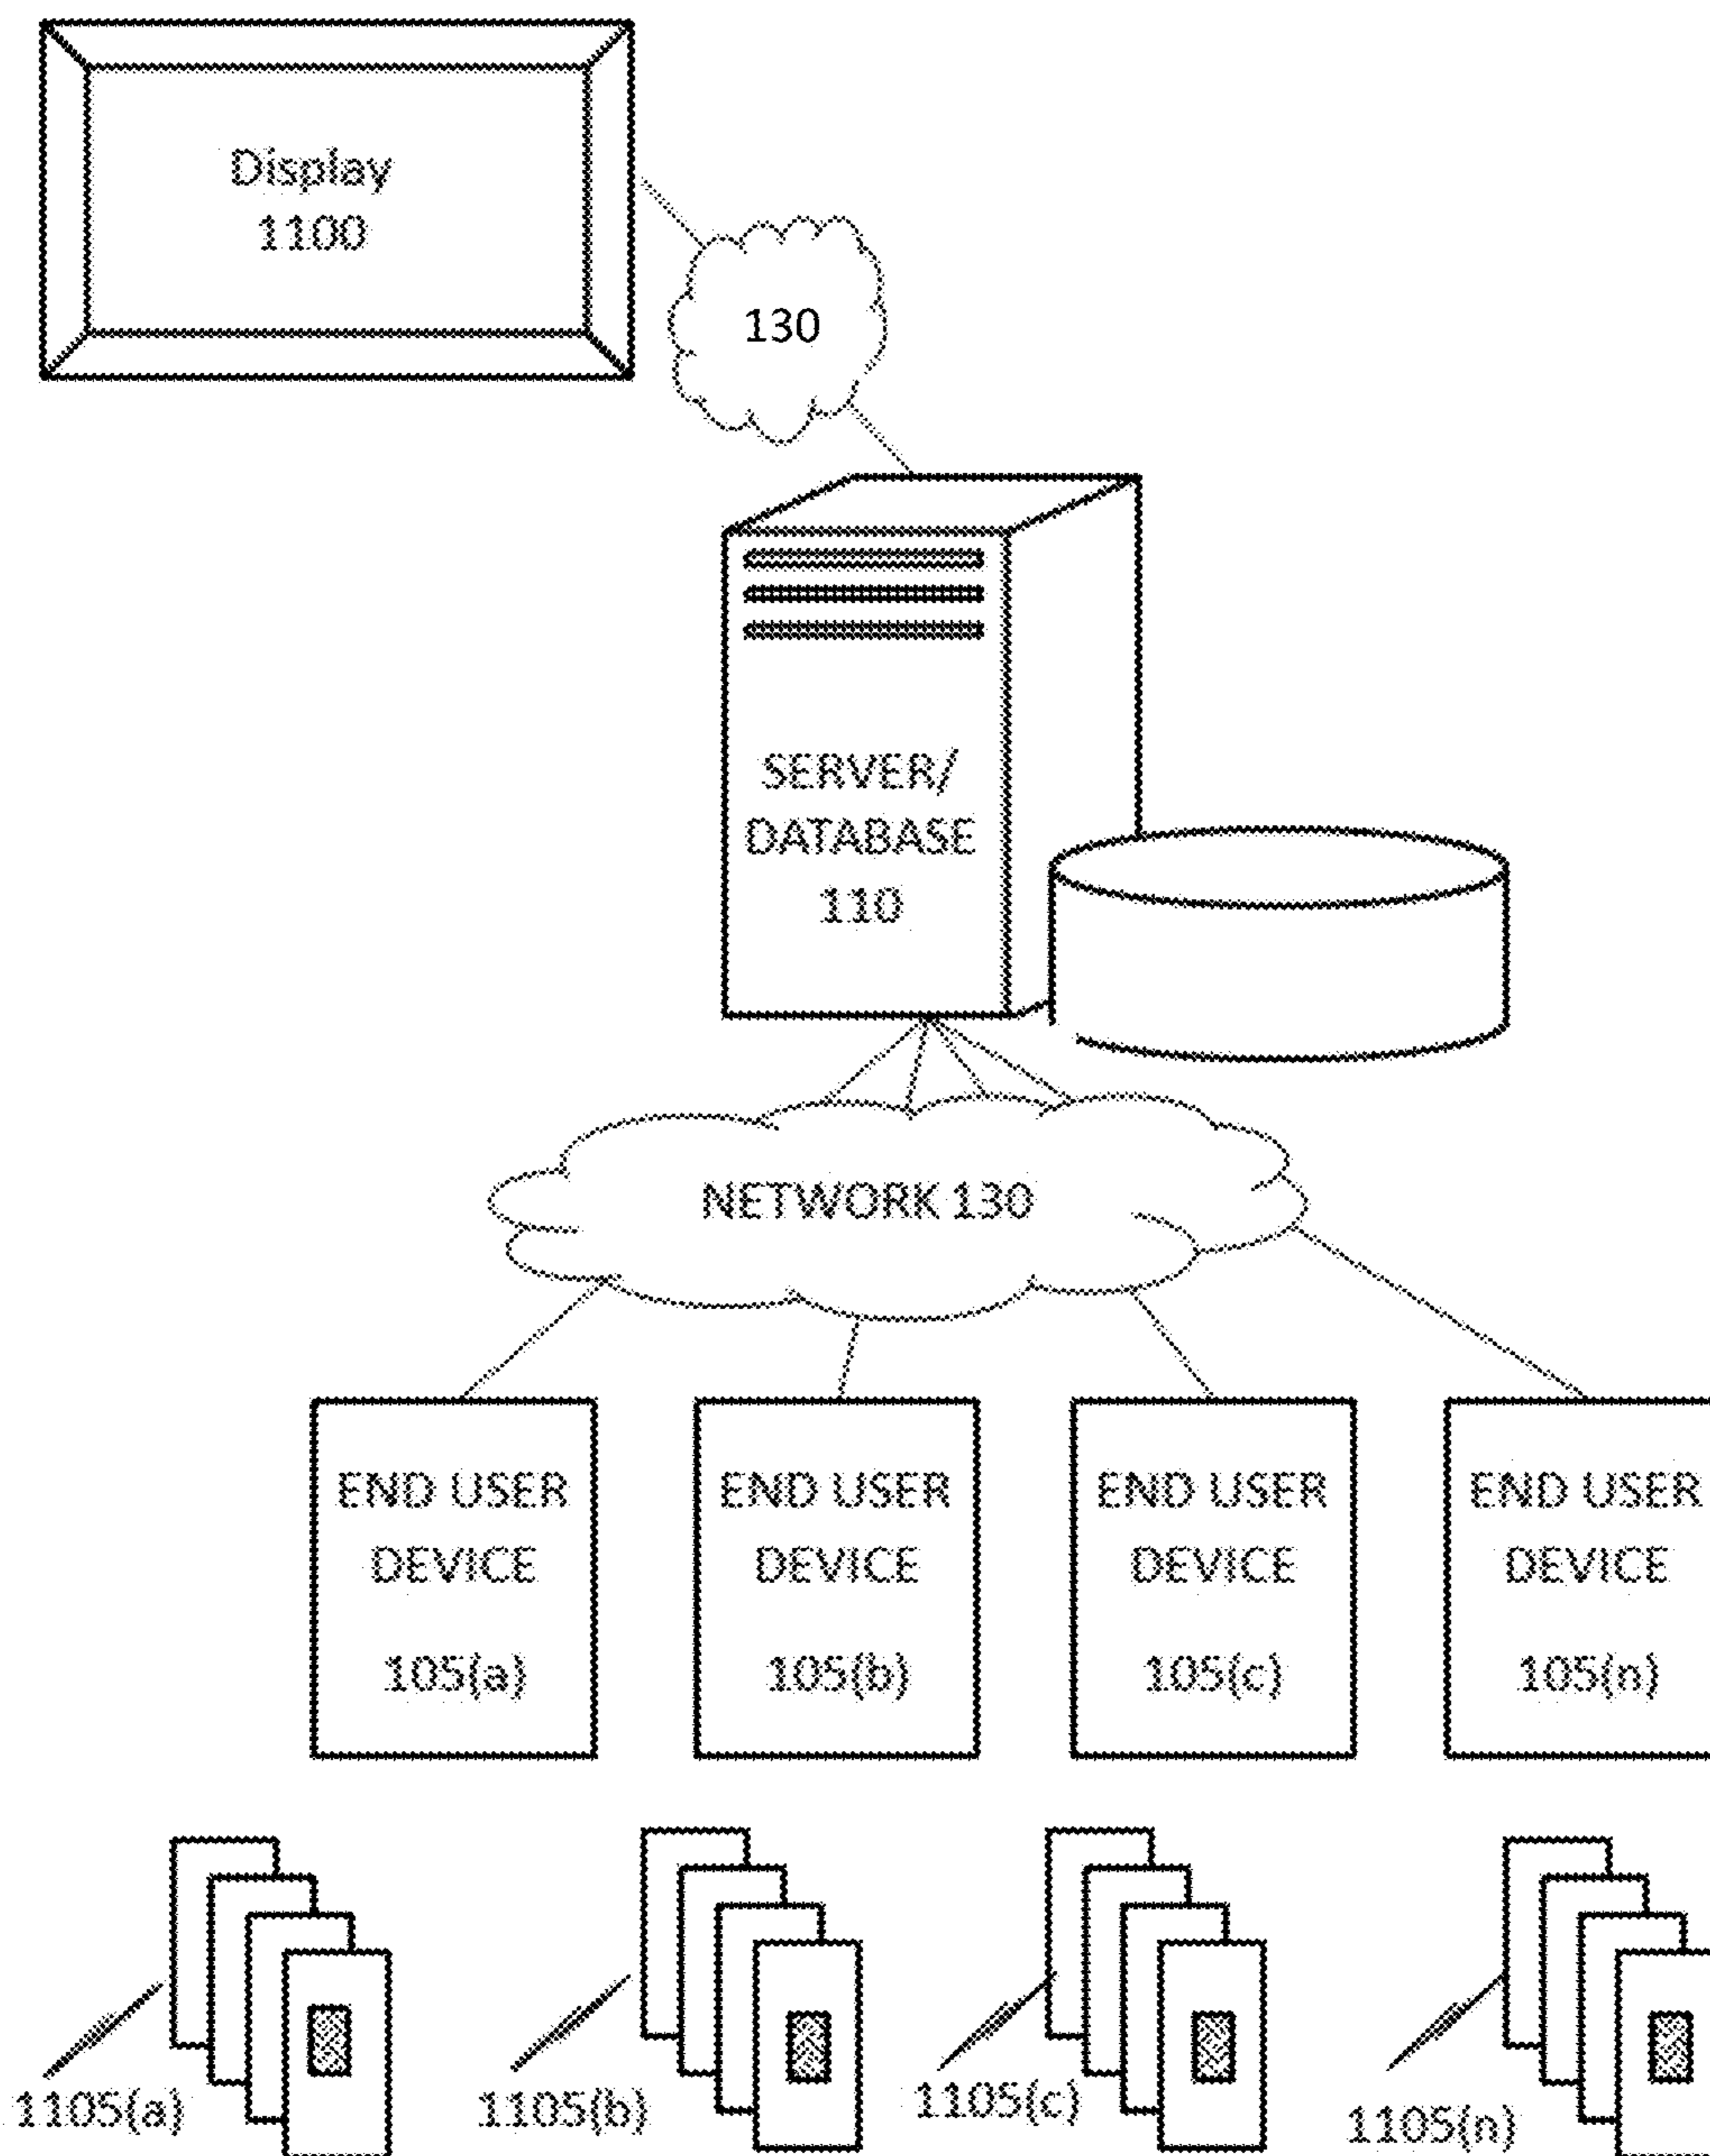 Display
1100
130
SERVER/
DATABASE
110
NETWORK 130
END USER
DEVICE
105(a)
END USER
DEVICE
105(b)
END USER
DEVICE
105(c)
END USER
DEVICE
105(n)
1105(a)
1105(b)
1105(c)
1105(n)